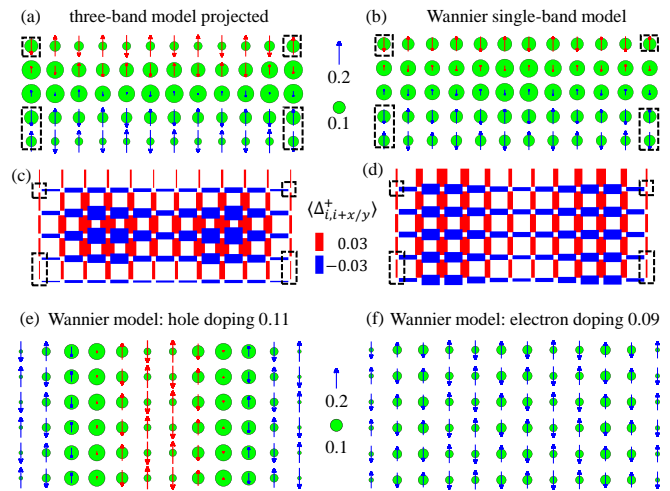 (a) three-band model projected
(b) Wannier single-band model
0.2
0.1
(c)
(d)
⟨Δ⁺ᵢ,ᵢ₊ₓ/ᵧ⟩
0.03
−0.03
(e) Wannier model: hole doping 0.11
(f) Wannier model: electron doping 0.09
0.2
0.1